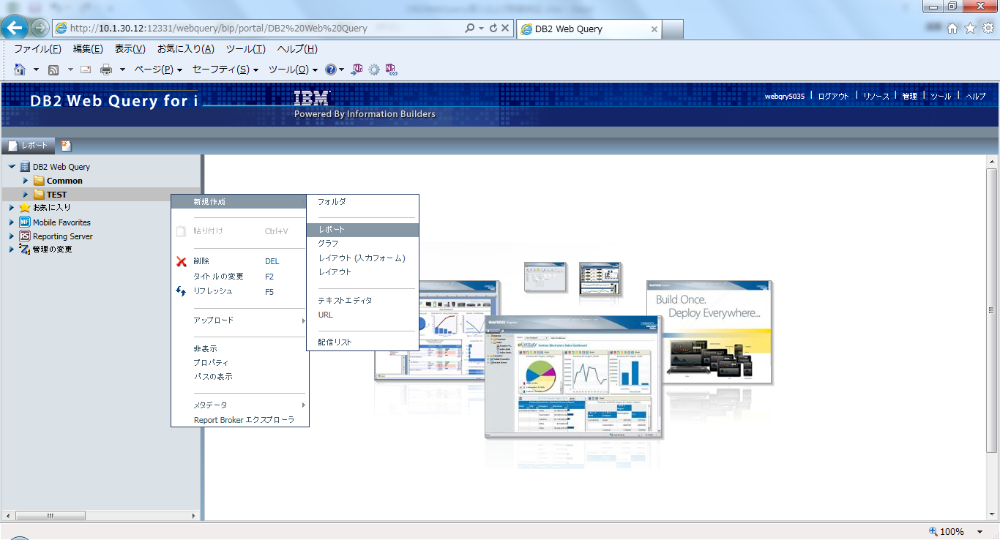 http://10.1.30.12:12331/webquery/bip/portal/DB2%20Web%20Query
DB2 Web Query
ファイル(F) 編集(E) 表示(V) お気に入り(A) ツール(T) ヘルプ(H)
ページ(P) セーフティ(S) ツール(O)
DB2 Web Query for i
IBM
Powered By Information Builders
webqry5035 | ログアウト | リソース | 管理 | ツール | ヘルプ
レポート
DB2 Web Query
Common
TEST
お気に入り
MF Mobile Favorites
RS Reporting Server
管理の変更
新規作成
貼り付け Ctrl+V
削除 DEL
タイトルの変更 F2
リフレッシュ F5
アップロード
非表示
プロパティ
パスの表示
メタデータ
Report Broker エクスプローラ
フォルダ
レポート
グラフ
レイアウト (入力フォーム)
レイアウト
テキストエディタ
URL
配信リスト
Build Once.
Deploy Everywhere...
Century Electronics Sales Dashboard
100%